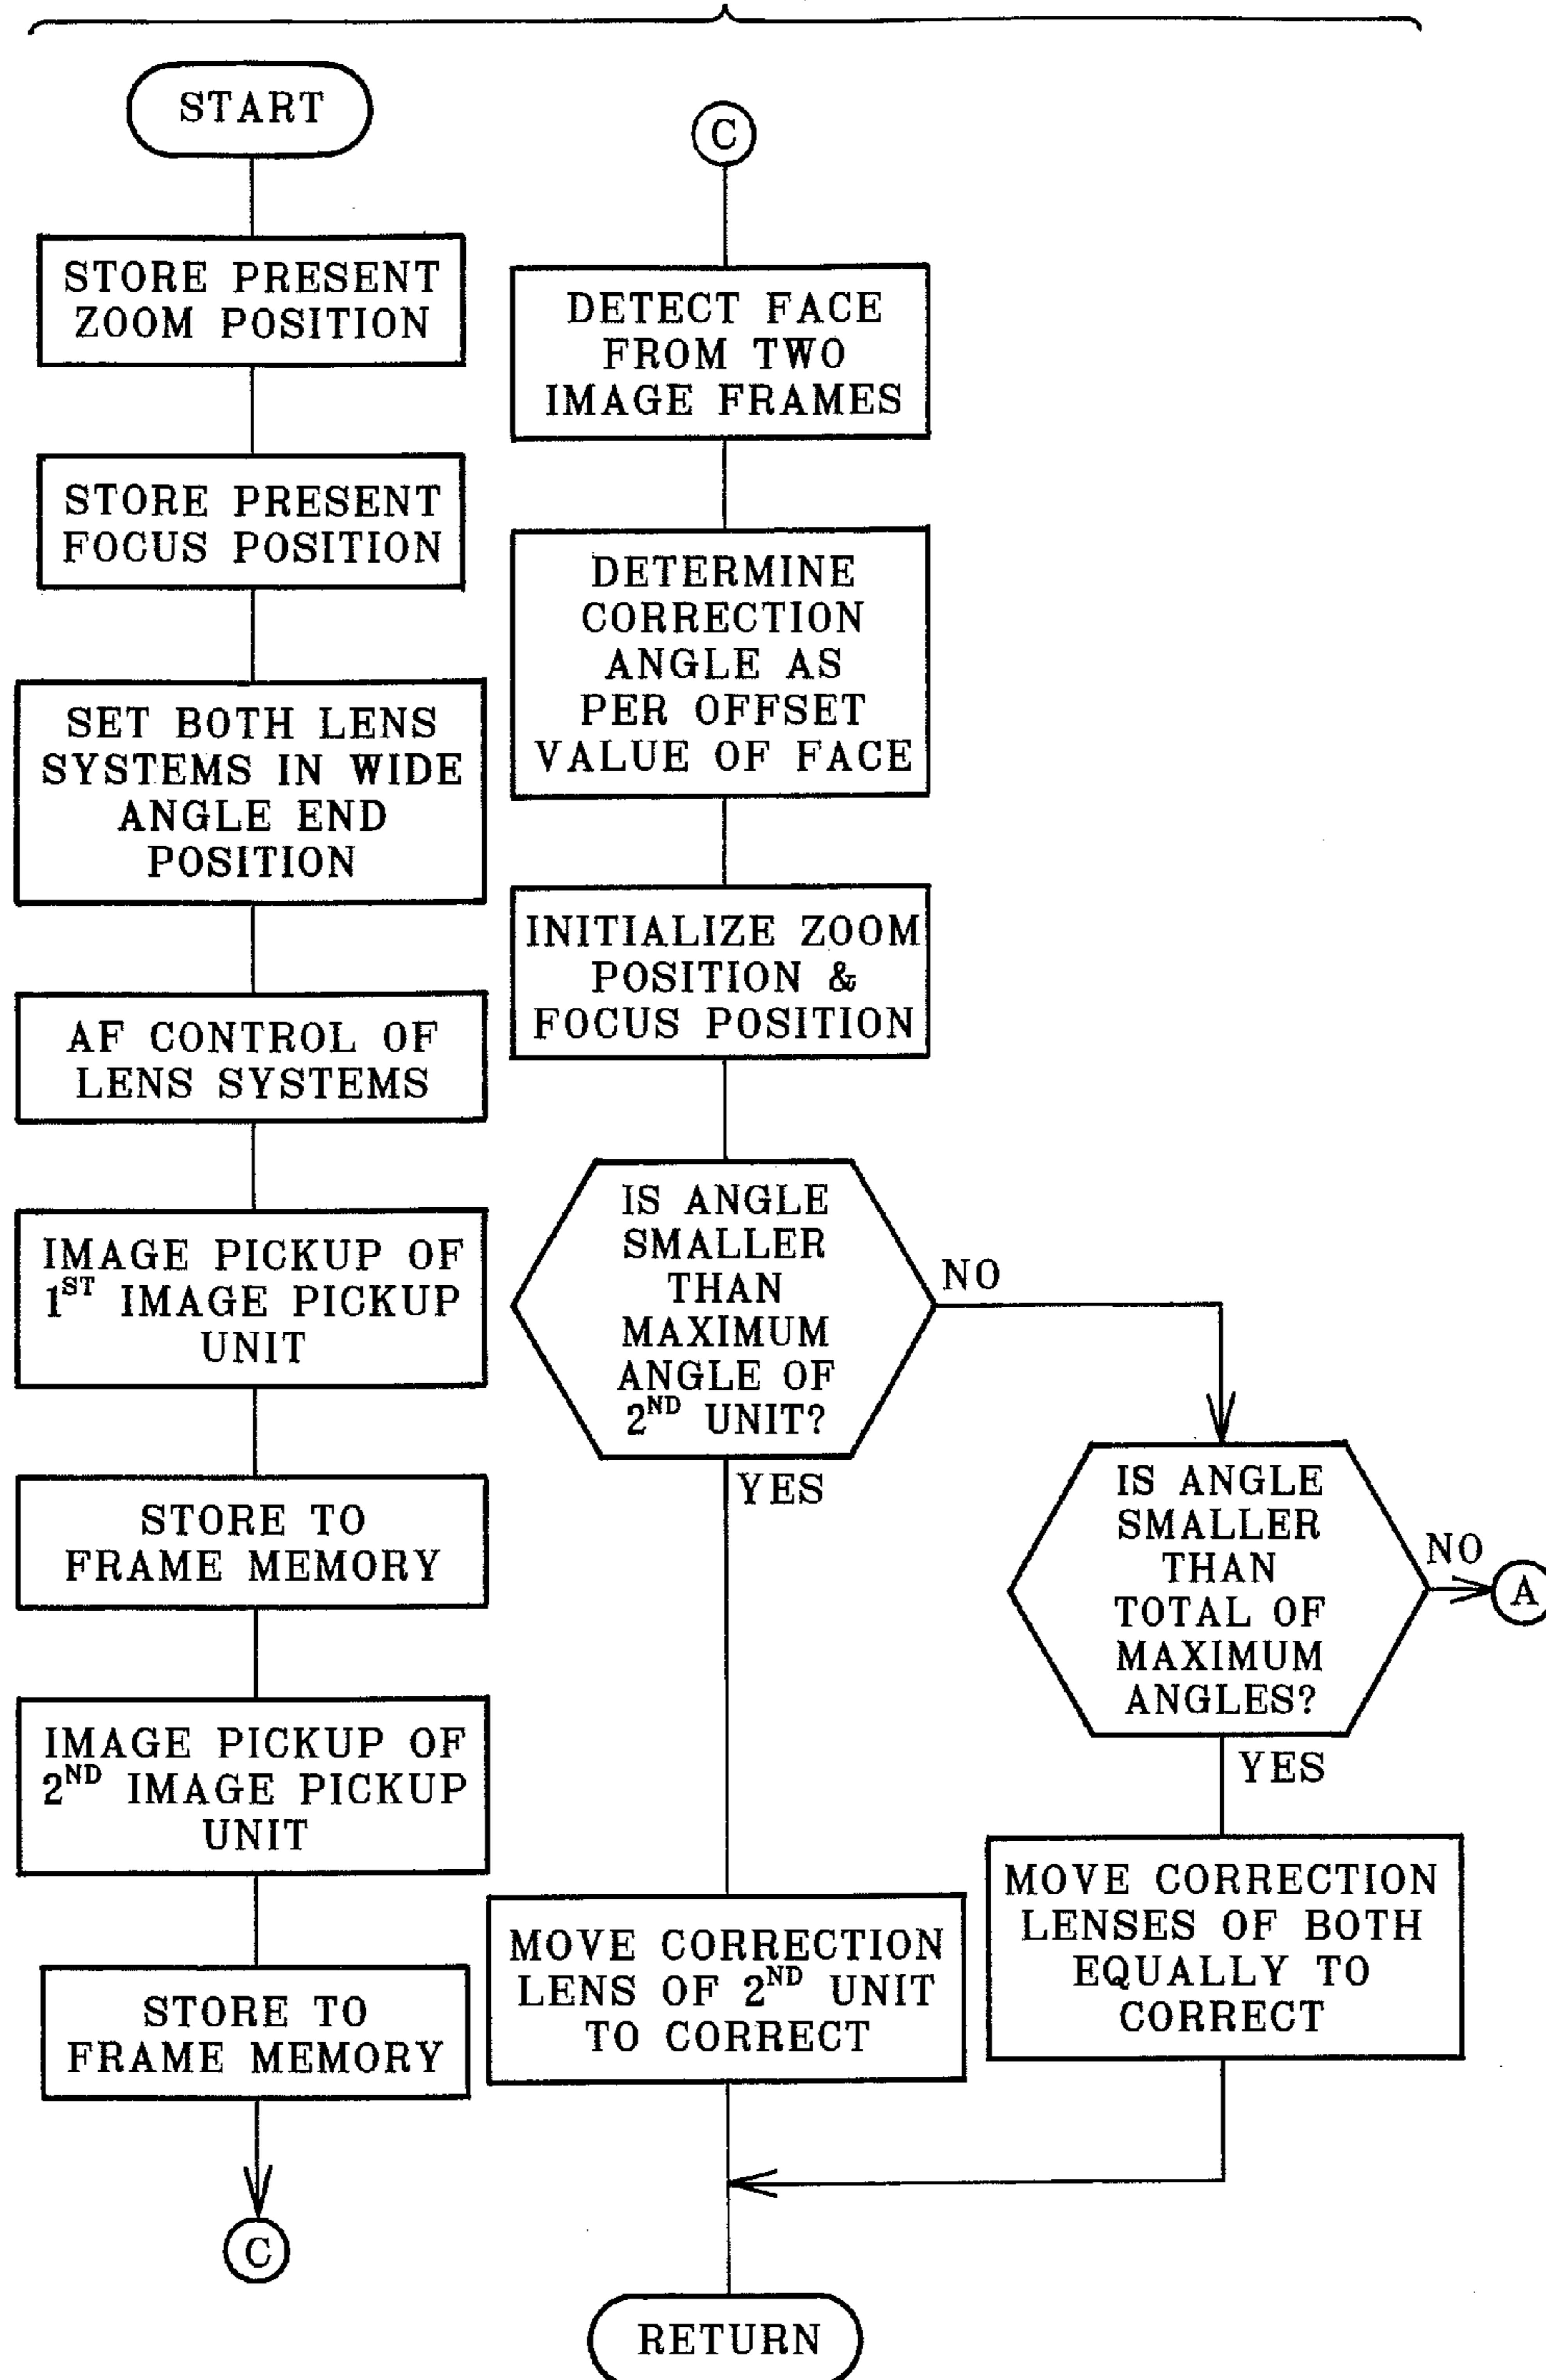 START
STORE PRESENT
ZOOM POSITION
STORE PRESENT
FOCUS POSITION
SET BOTH LENS
SYSTEMS IN WIDE
ANGLE END
POSITION
AF CONTROL OF
LENS SYSTEMS
IMAGE PICKUP OF
1ST IMAGE PICKUP
UNIT
STORE TO
FRAME MEMORY
IMAGE PICKUP OF
2ND IMAGE PICKUP
UNIT
STORE TO
FRAME MEMORY
C
C
DETECT FACE
FROM TWO
IMAGE FRAMES
DETERMINE
CORRECTION
ANGLE AS
PER OFFSET
VALUE OF FACE
INITIALIZE ZOOM
POSITION &
FOCUS POSITION
IS ANGLE
SMALLER
THAN
MAXIMUM
ANGLE OF
2ND UNIT?
NO
YES
IS ANGLE
SMALLER
THAN
TOTAL OF
MAXIMUM
ANGLES?
NO
A
YES
MOVE CORRECTION
LENS OF 2ND UNIT
TO CORRECT
MOVE CORRECTION
LENSES OF BOTH
EQUALLY TO
CORRECT
RETURN